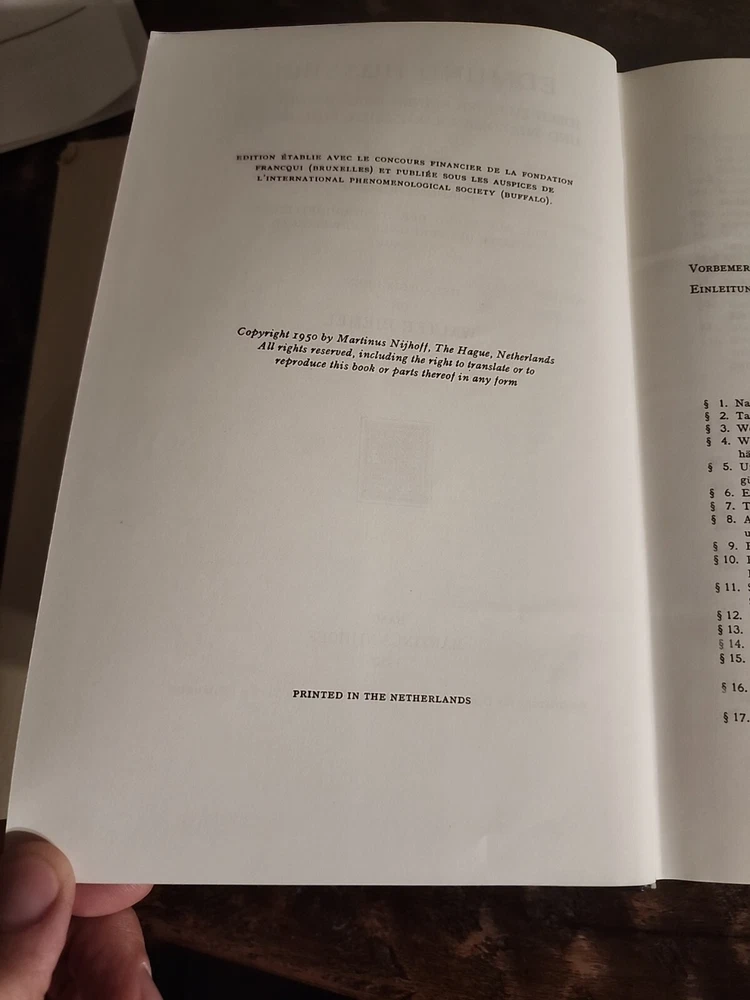 EDITION ÉTABLIE AVEC LE CONCOURS FINANCIER DE LA FONDATION
FRANCQUI (BRUXELLES) ET PUBLIÉE SOUS LES AUSPICES DE
L'INTERNATIONAL PHENOMENOLOGICAL SOCIETY (BUFFALO).
Copyright 1950 by Martinus Nijhoff, The Hague, Netherlands
All rights reserved, including the right to translate or to
reproduce this book or parts thereof in any form
PRINTED IN THE NETHERLANDS
VORBEMER
EINLEITUN
§ 1. Na
§ 2. Ta
§ 3. We
§ 4. W
hä
§ 5. U
gü
§ 6. E
§ 7. T
§ 8. A
u
§ 9.
§ 10.
§ 11.
§ 12.
§ 13.
§ 14.
§ 15.
§ 16.
§ 17.